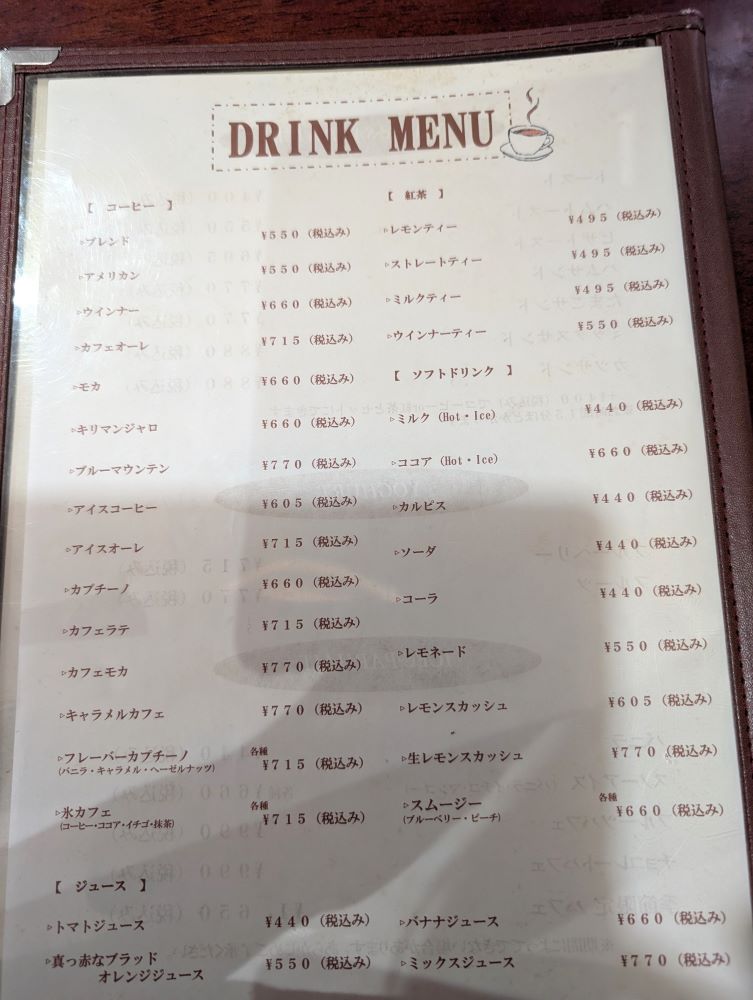 DRINK MENU
【 コーヒー 】
▷ブレンド ¥550（税込み）
▷アメリカン ¥550（税込み）
▷ウインナー ¥660（税込み）
▷カフェオーレ ¥715（税込み）
▷モカ ¥660（税込み）
▷キリマンジャロ ¥660（税込み）
▷ブルーマウンテン ¥770（税込み）
▷アイスコーヒー ¥605（税込み）
▷アイスオーレ ¥715（税込み）
▷カプチーノ ¥660（税込み）
▷カフェラテ ¥715（税込み）
▷カフェモカ ¥770（税込み）
▷キャラメルカフェ ¥770（税込み）
▷フレーバーカプチーノ 各種 ¥715（税込み）
(バニラ・キャラメル・ヘーゼルナッツ)
▷氷カフェ 各種 ¥715（税込み）
(コーヒー・ココア・イチゴ・抹茶)
【 紅茶 】
▷レモンティー ¥495（税込み）
▷ストレートティー ¥495（税込み）
▷ミルクティー ¥495（税込み）
▷ウインナーティー ¥550（税込み）
【 ソフトドリンク 】
▷ミルク（Hot・Ice） ¥440（税込み）
▷ココア（Hot・Ice） ¥660（税込み）
▷カルピス ¥440（税込み）
▷ソーダ ¥440（税込み）
▷コーラ ¥440（税込み）
▷レモネード ¥550（税込み）
▷レモンスカッシュ ¥605（税込み）
▷生レモンスカッシュ ¥770（税込み）
▷スムージー 各種 ¥660（税込み）
(ブルーベリー・ピーチ)
【 ジュース 】
▷トマトジュース ¥440（税込み）
▷真っ赤なブラッド
オレンジジュース ¥550（税込み）
▷バナナジュース ¥660（税込み）
▷ミックスジュース ¥770（税込み）